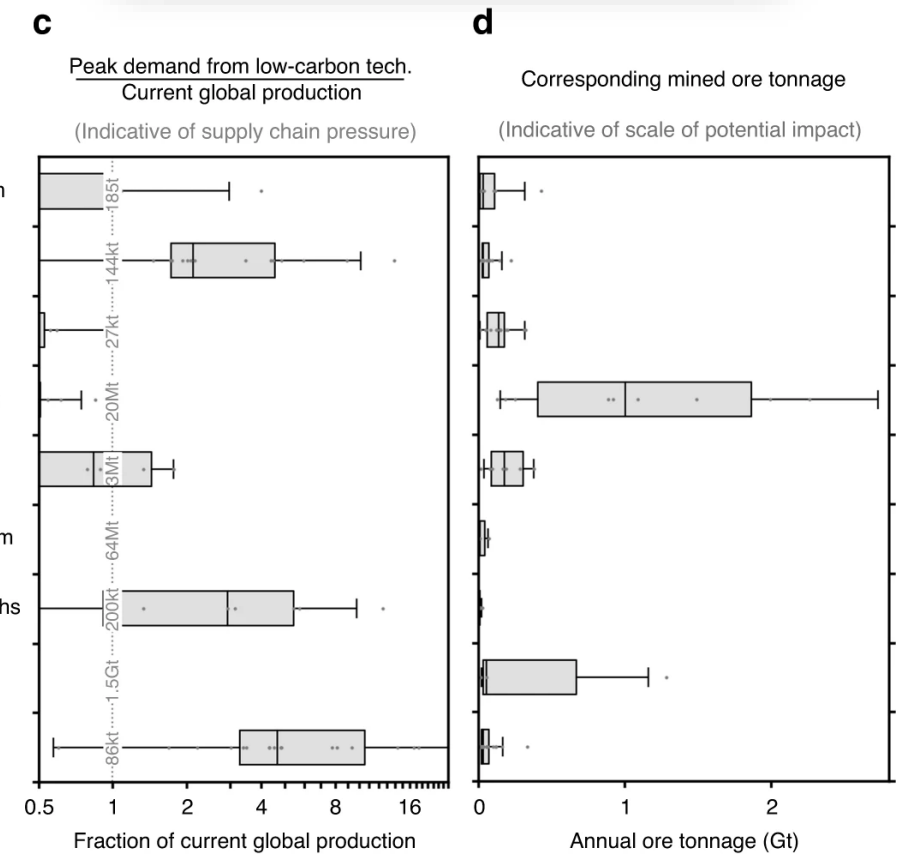 c
Peak demand from low-carbon tech.
Current global production
(Indicative of supply chain pressure)
m
185t
144kt
27kt
20Mt
3Mt
m
64Mt
hs
200kt
1.5Gt
86kt
0.5 1 2 4 8 16
Fraction of current global production
d
Corresponding mined ore tonnage
(Indicative of scale of potential impact)
0 1 2
Annual ore tonnage (Gt)